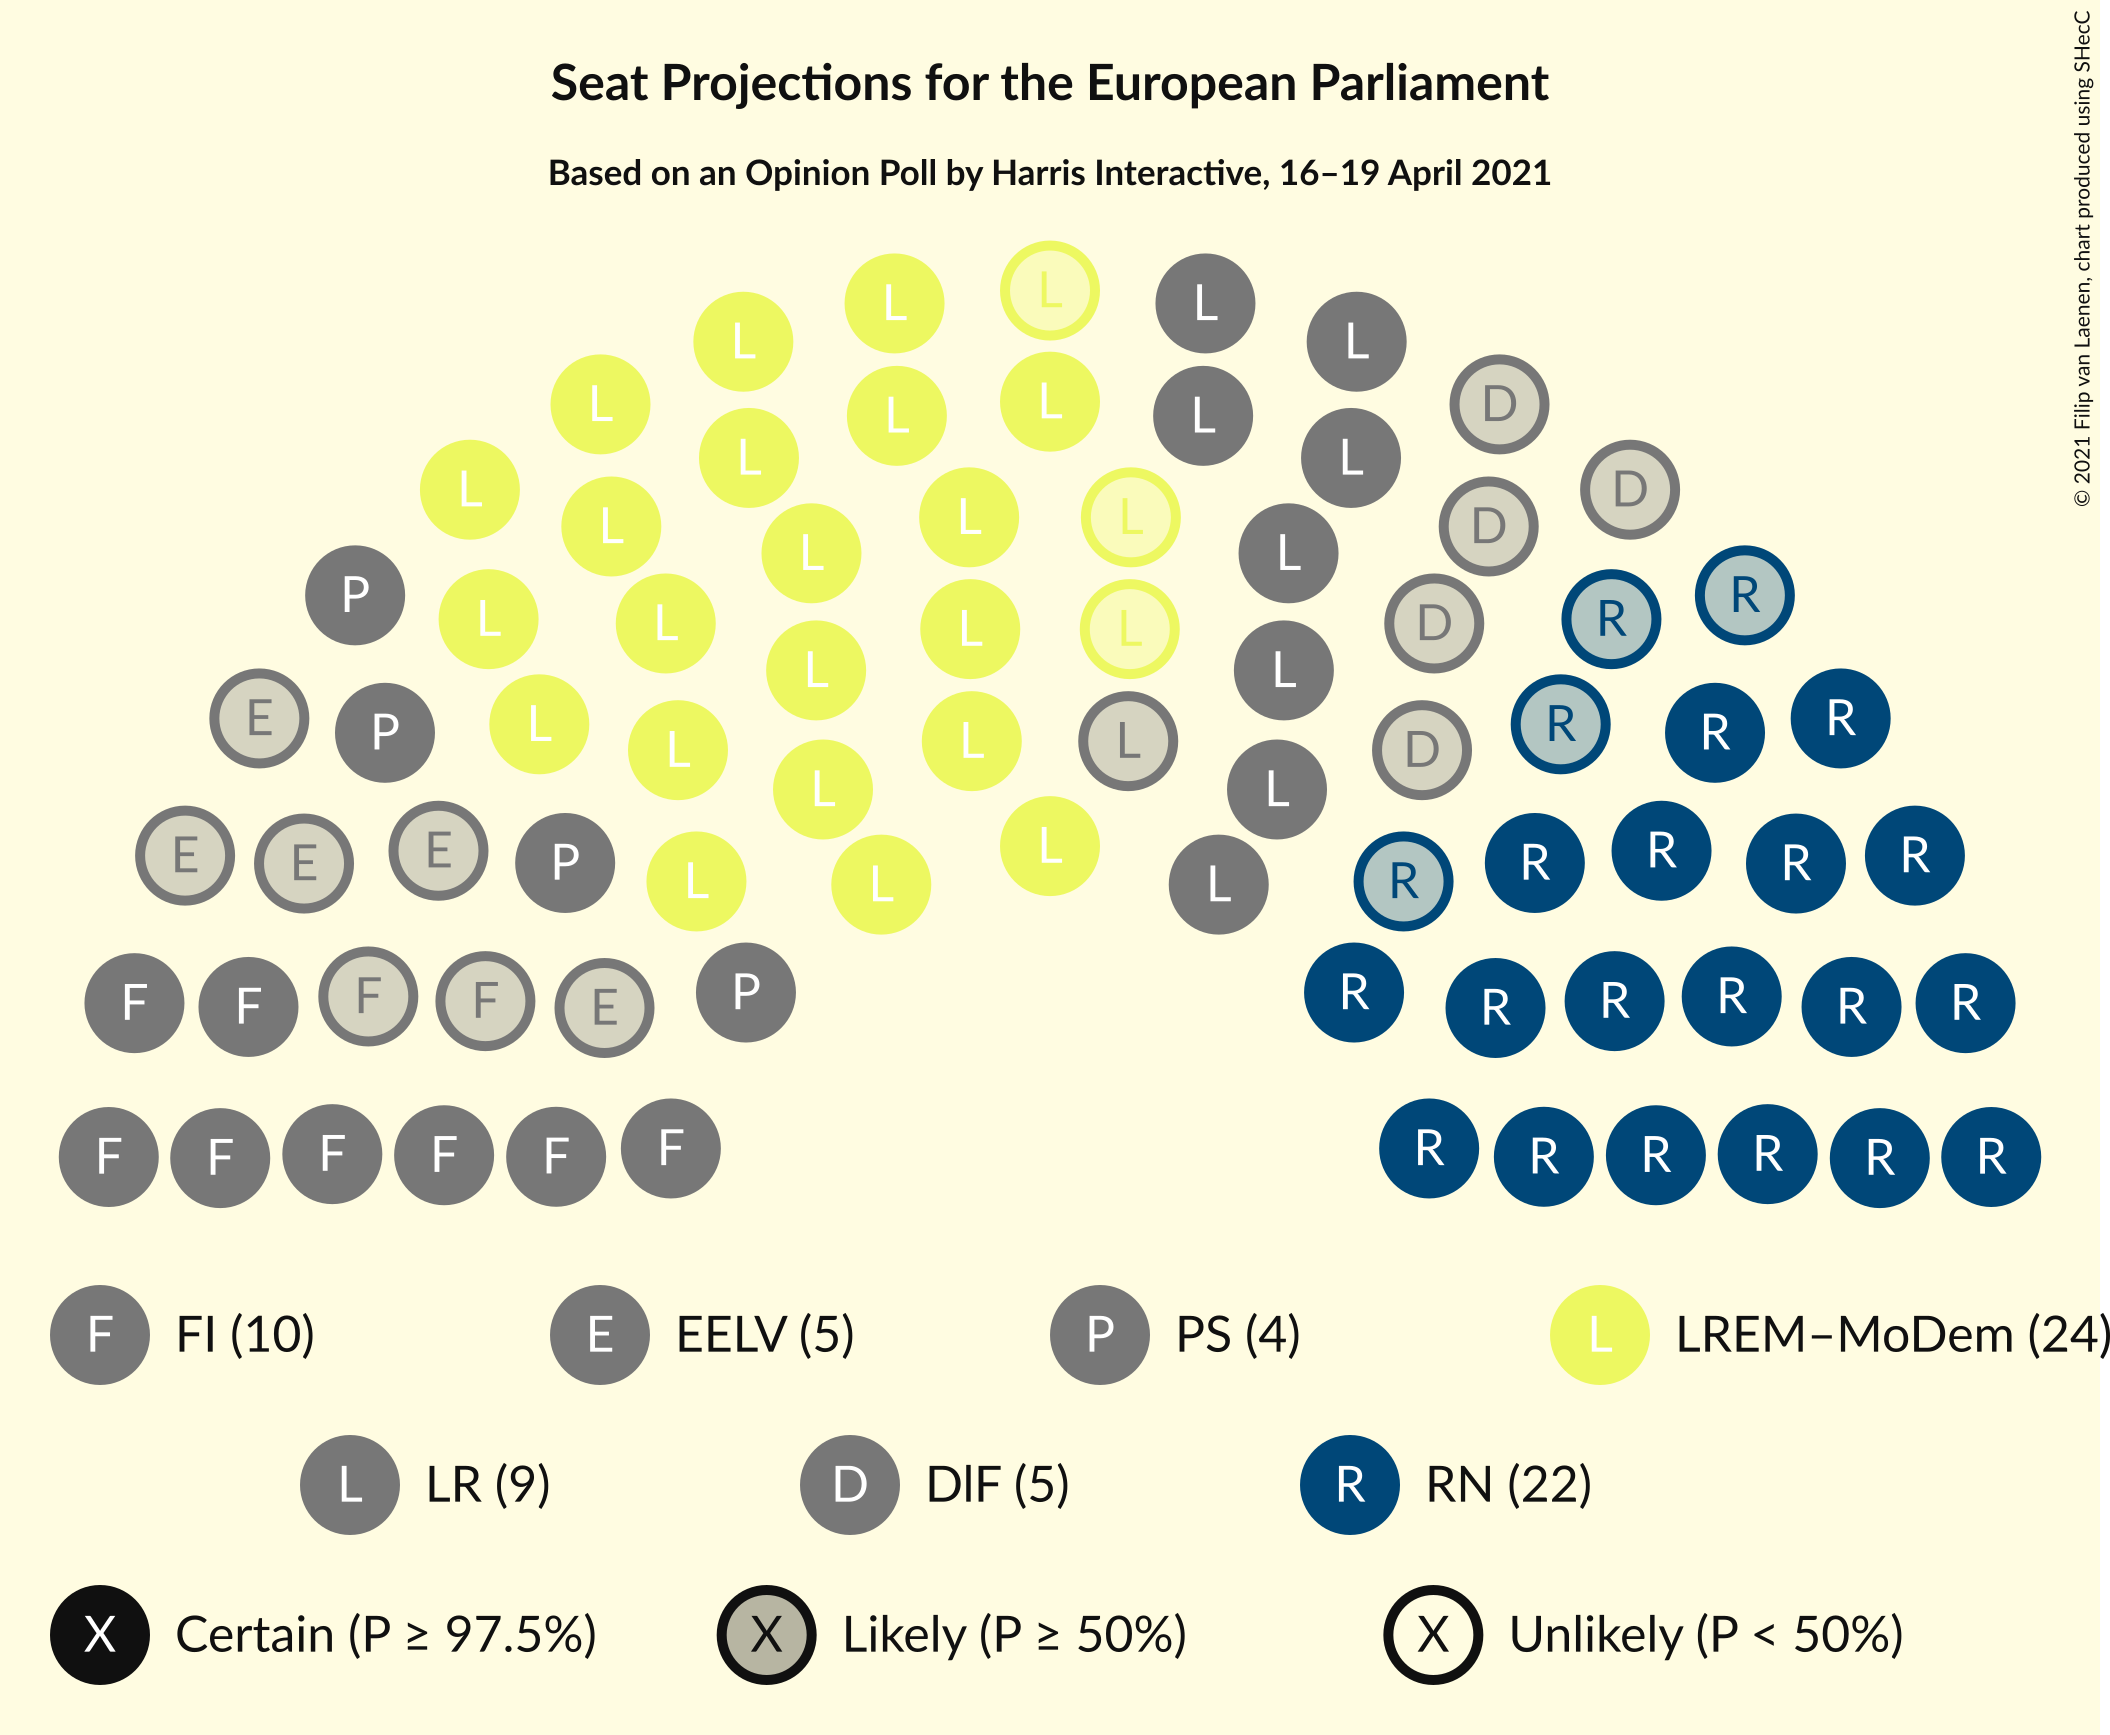 Seat Projections for the European Parliament
Based on an Opinion Poll by Harris Interactive, 16–19 April 2021
© 2021 Filip van Laenen, chart produced using SHecC
L
L L
L L
L L
L L
L L
L D
L L
L D
L L
L D
L L
P R
L R
L L D
L L
E R
P R
L R
L L D
L L
E E E P L L L L R R R R R
F F F F E P R R R R R R
F F F F F F R R R R R R
F FI (10) E EELV (5) P PS (4) L LREM–MoDem (24)
L LR (9) D DlF (5) R RN (22)
X Certain (P ≥ 97.5%) X Likely (P ≥ 50%) X Unlikely (P < 50%)